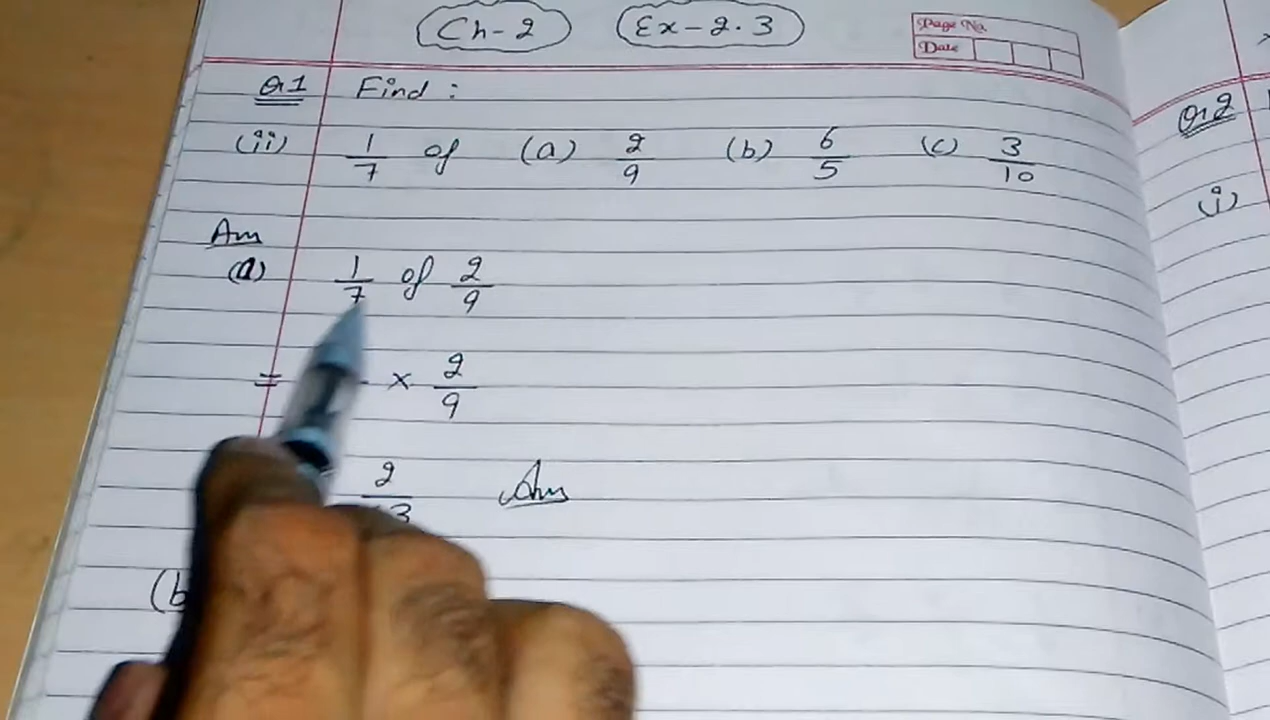 Ch-2 Ex-2.3
Page No.
Date
Q1 Find :
(ii) 1/7 of (a) 2/9 (b) 6/5 (c) 3/10
Ans
(a) 1/7 of 2/9
= × 2/9
2/ 3 Ans
(b
Q2
(i)